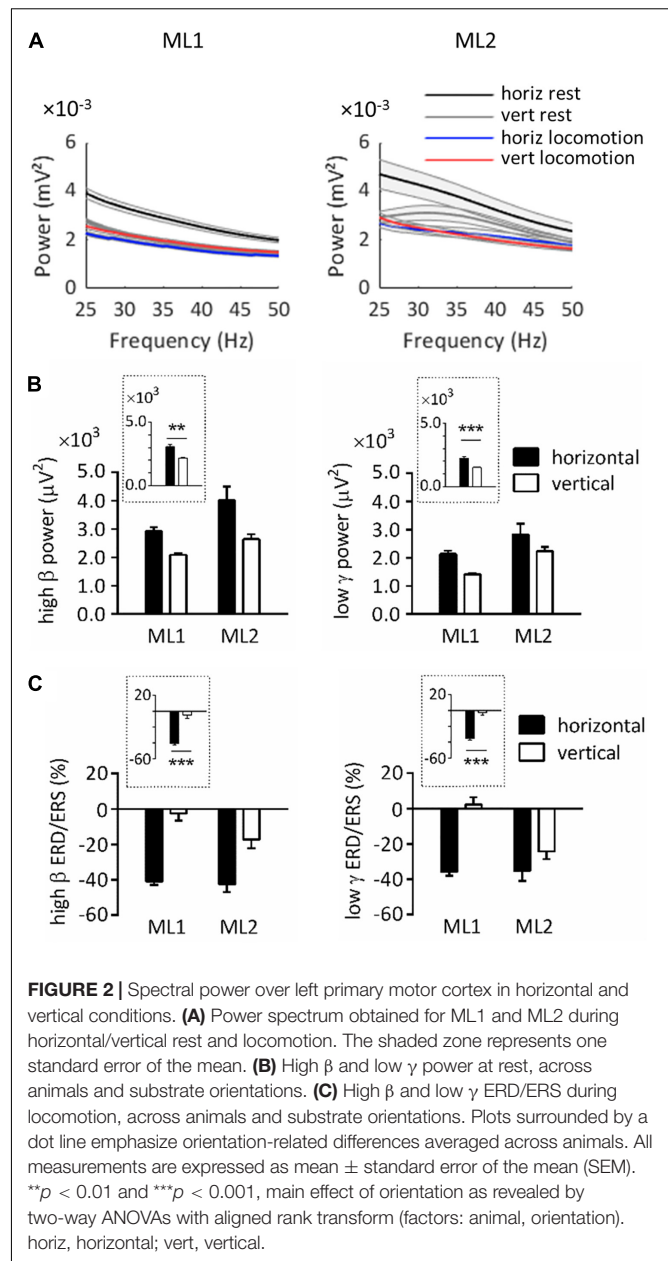 A
ML1
ML2
×10⁻³
×10⁻³
horiz rest
vert rest
horiz locomotion
vert locomotion
Power (mV²)
6
4
2
0
25 30 35 40 45 50
Frequency (Hz)
6
4
2
0
25 30 35 40 45 50
Frequency (Hz)
B
×10³
5.0
0.0
**
×10³
high β power (µV²)
5.0
4.0
3.0
2.0
1.0
0.0
ML1 ML2
×10³
5.0
0.0
***
×10³
low γ power (µV²)
5.0
4.0
3.0
2.0
1.0
0.0
ML1 ML2
horizontal
vertical
C
20
-60
***
high β ERD/ERS (%)
20
0
-20
-40
-60
ML1 ML2
20
-60
***
low γ ERD/ERS (%)
20
0
-20
-40
-60
ML1 ML2
horizontal
vertical
FIGURE 2 | Spectral power over left primary motor cortex in horizontal and
vertical conditions. (A) Power spectrum obtained for ML1 and ML2 during
horizontal/vertical rest and locomotion. The shaded zone represents one
standard error of the mean. (B) High β and low γ power at rest, across
animals and substrate orientations. (C) High β and low γ ERD/ERS during
locomotion, across animals and substrate orientations. Plots surrounded by a
dot line emphasize orientation-related differences averaged across animals. All
measurements are expressed as mean ± standard error of the mean (SEM).
**p < 0.01 and ***p < 0.001, main effect of orientation as revealed by
two-way ANOVAs with aligned rank transform (factors: animal, orientation).
horiz, horizontal; vert, vertical.